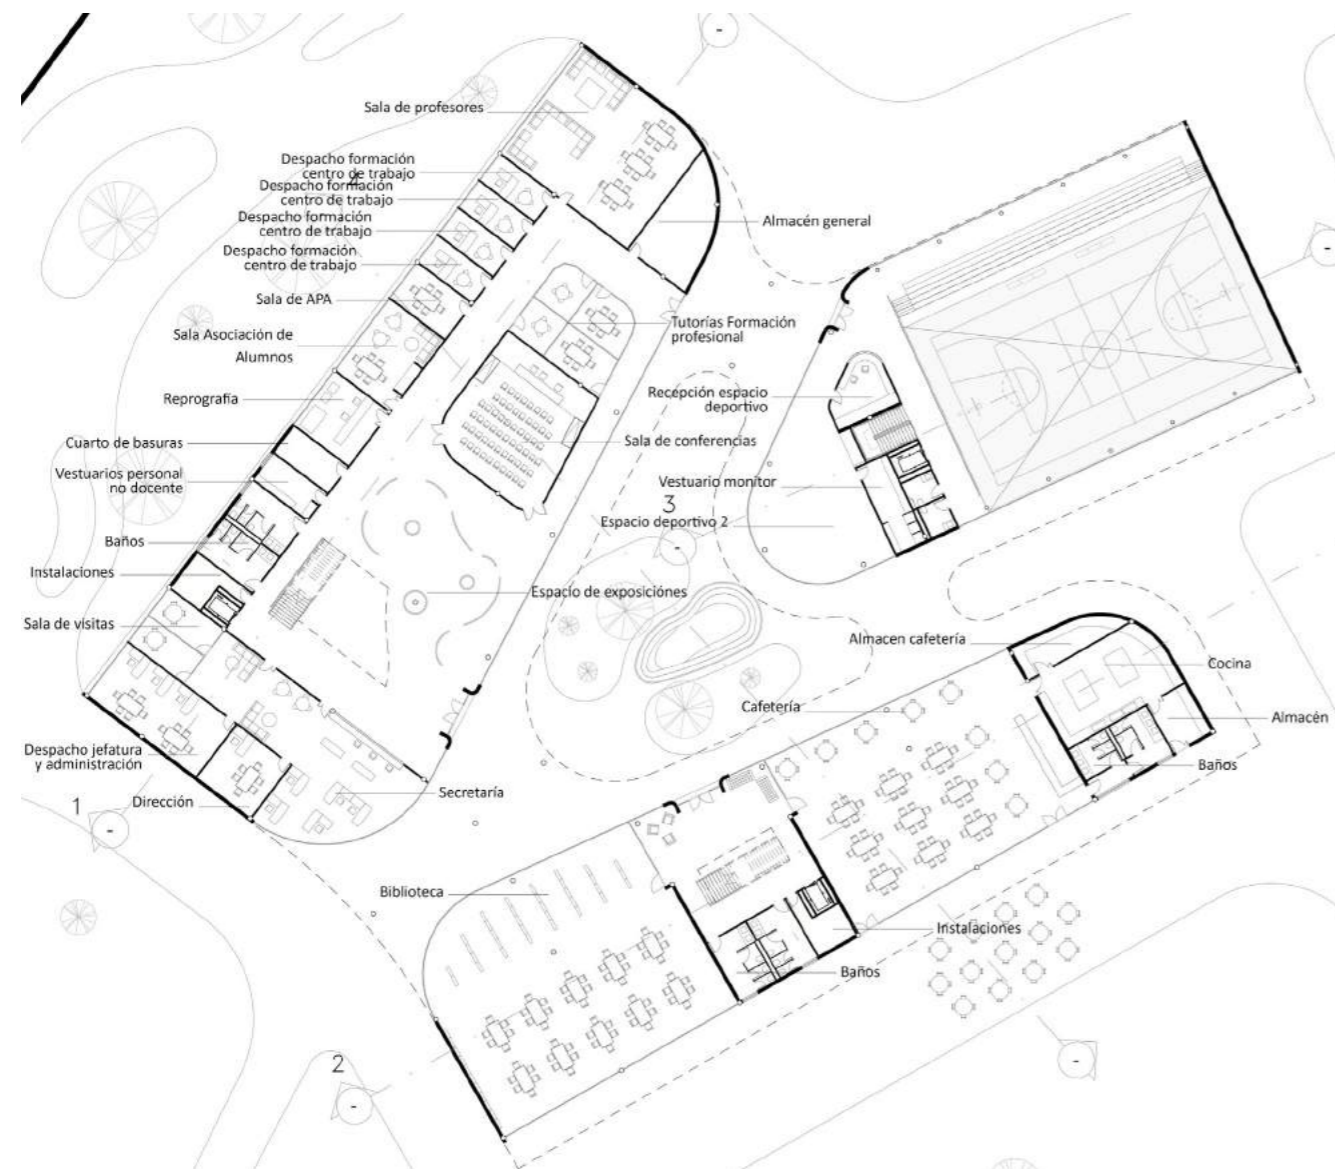 Sala de profesores
Despacho formación
centro de trabajo
4
Despacho formación
centro de trabajo
Despacho formación
centro de trabajo
Despacho formación
centro de trabajo
Almacén general
Sala de APA
Sala Asociación de
Alumnos
Tutorías Formación
profesional
Reprografía
Recepción espacio
deportivo
Cuarto de basuras
Sala de conferencias
Vestuarios personal
no docente
Vestuario monitor
3
Espacio deportivo 2
Baños
Instalaciones
Espacio de exposiciónes
Sala de visitas
Almacen cafetería
Cocina
Cafetería
Almacén
Despacho jefatura
y administración
Baños
Dirección
Secretaría
1
Biblioteca
Instalaciones
Baños
2